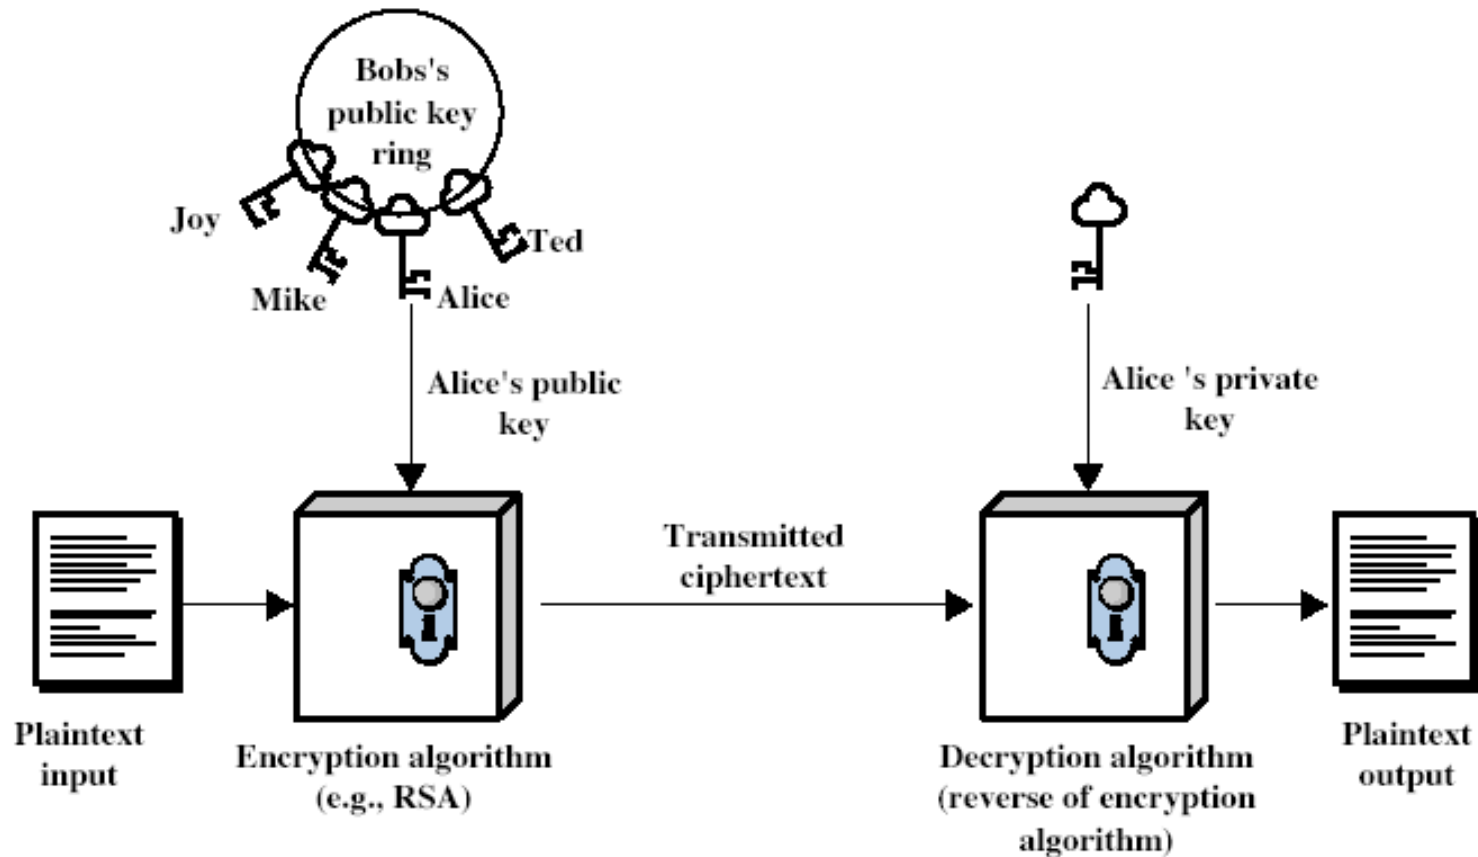 Bobs's
public key
ring
Joy
Ted
Mike
Alice
Alice's public
key
Alice 's private
key
Transmitted
ciphertext
Plaintext
input
Encryption algorithm
(e.g., RSA)
Decryption algorithm
(reverse of encryption
algorithm)
Plaintext
output